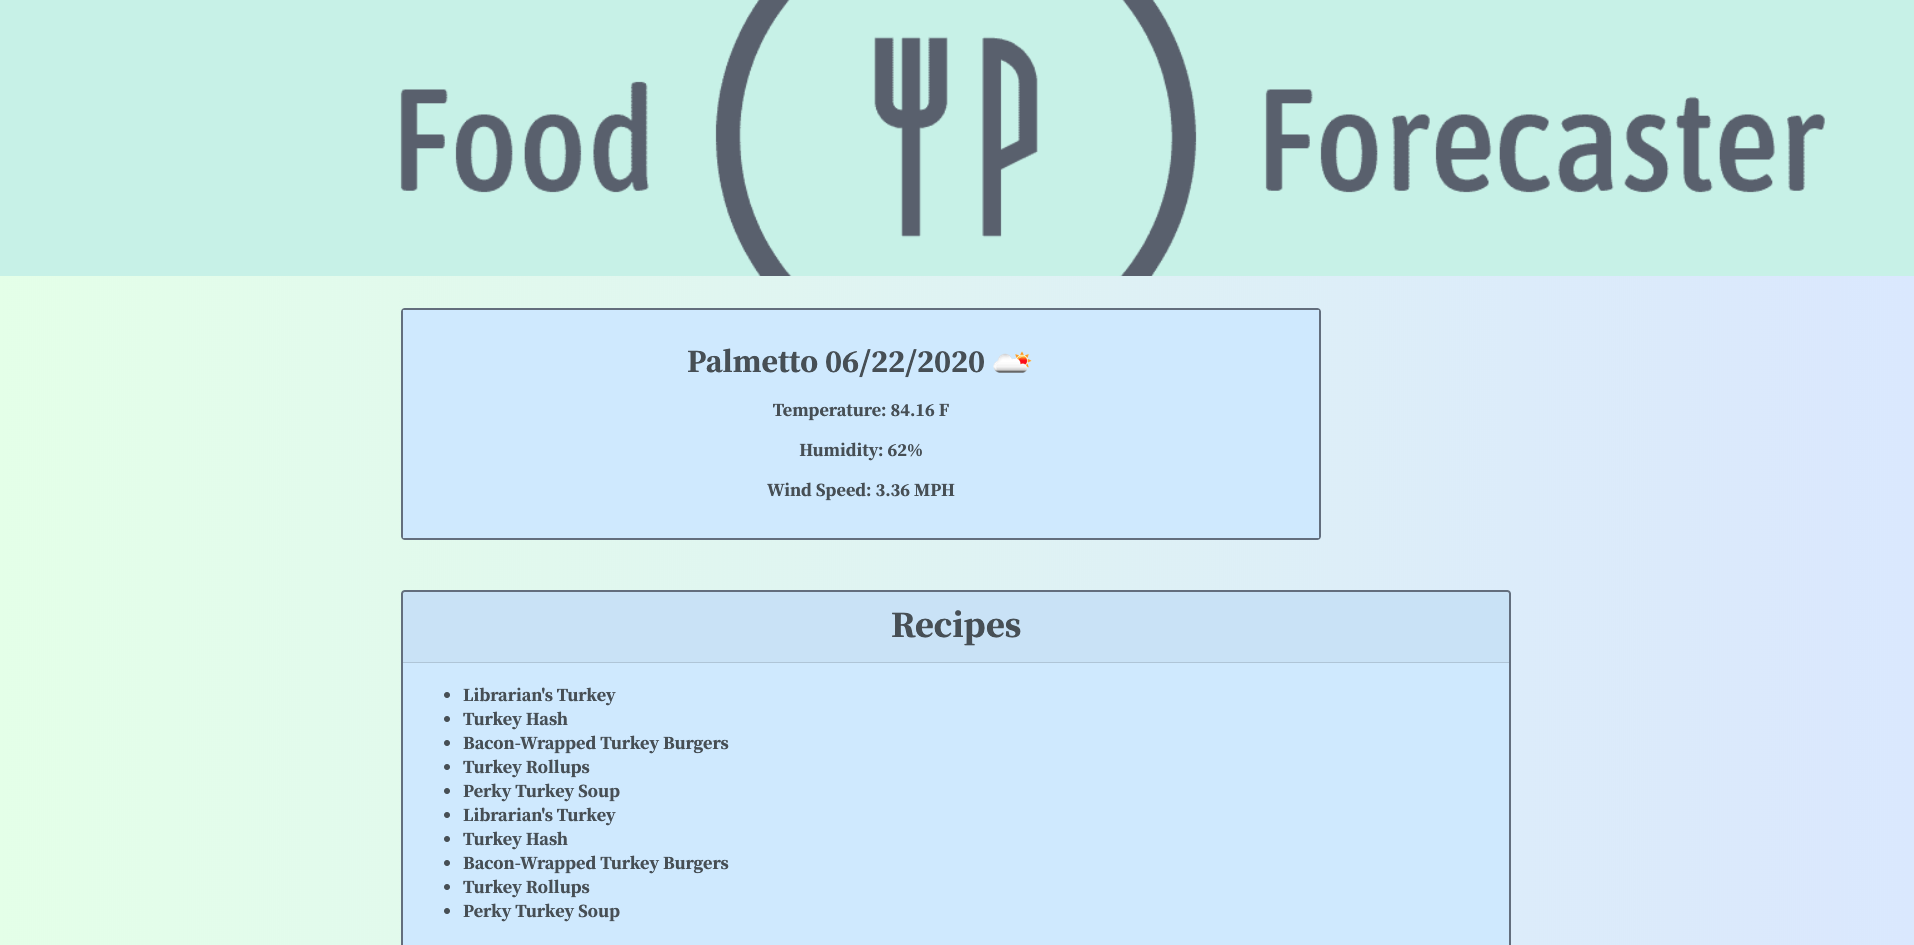 Food Forecaster
Palmetto 06/22/2020
Temperature: 84.16 F
Humidity: 62%
Wind Speed: 3.36 MPH
Recipes
Librarian's Turkey
Turkey Hash
Bacon-Wrapped Turkey Burgers
Turkey Rollups
Perky Turkey Soup
Librarian's Turkey
Turkey Hash
Bacon-Wrapped Turkey Burgers
Turkey Rollups
Perky Turkey Soup